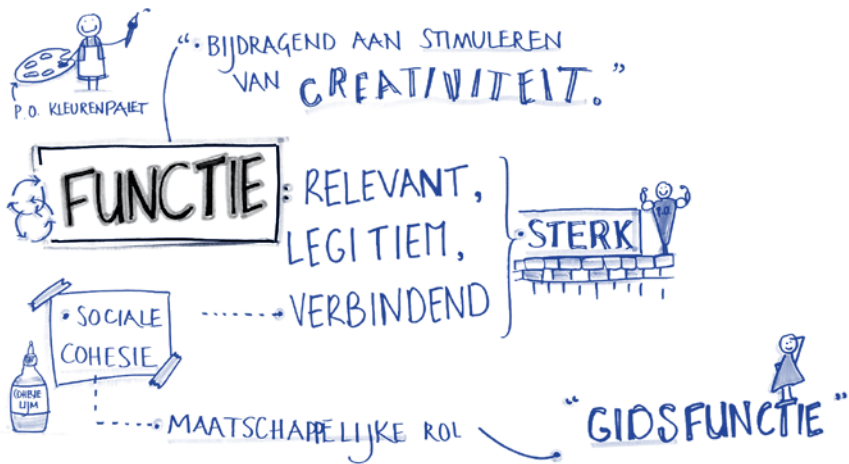 "• BIJDRAGEND AAN STIMULEREN
VAN CREATIVITEIT."
P.O. KLEURENPALET
FUNCTIE: RELEVANT,
LEGITIEM,
VERBINDEND
• STERK
P.O.
• SOCIALE
COHESIE
COHESIE
LIJM
MAATSCHAPPELIJKE ROL
"GIDSFUNCTIE"